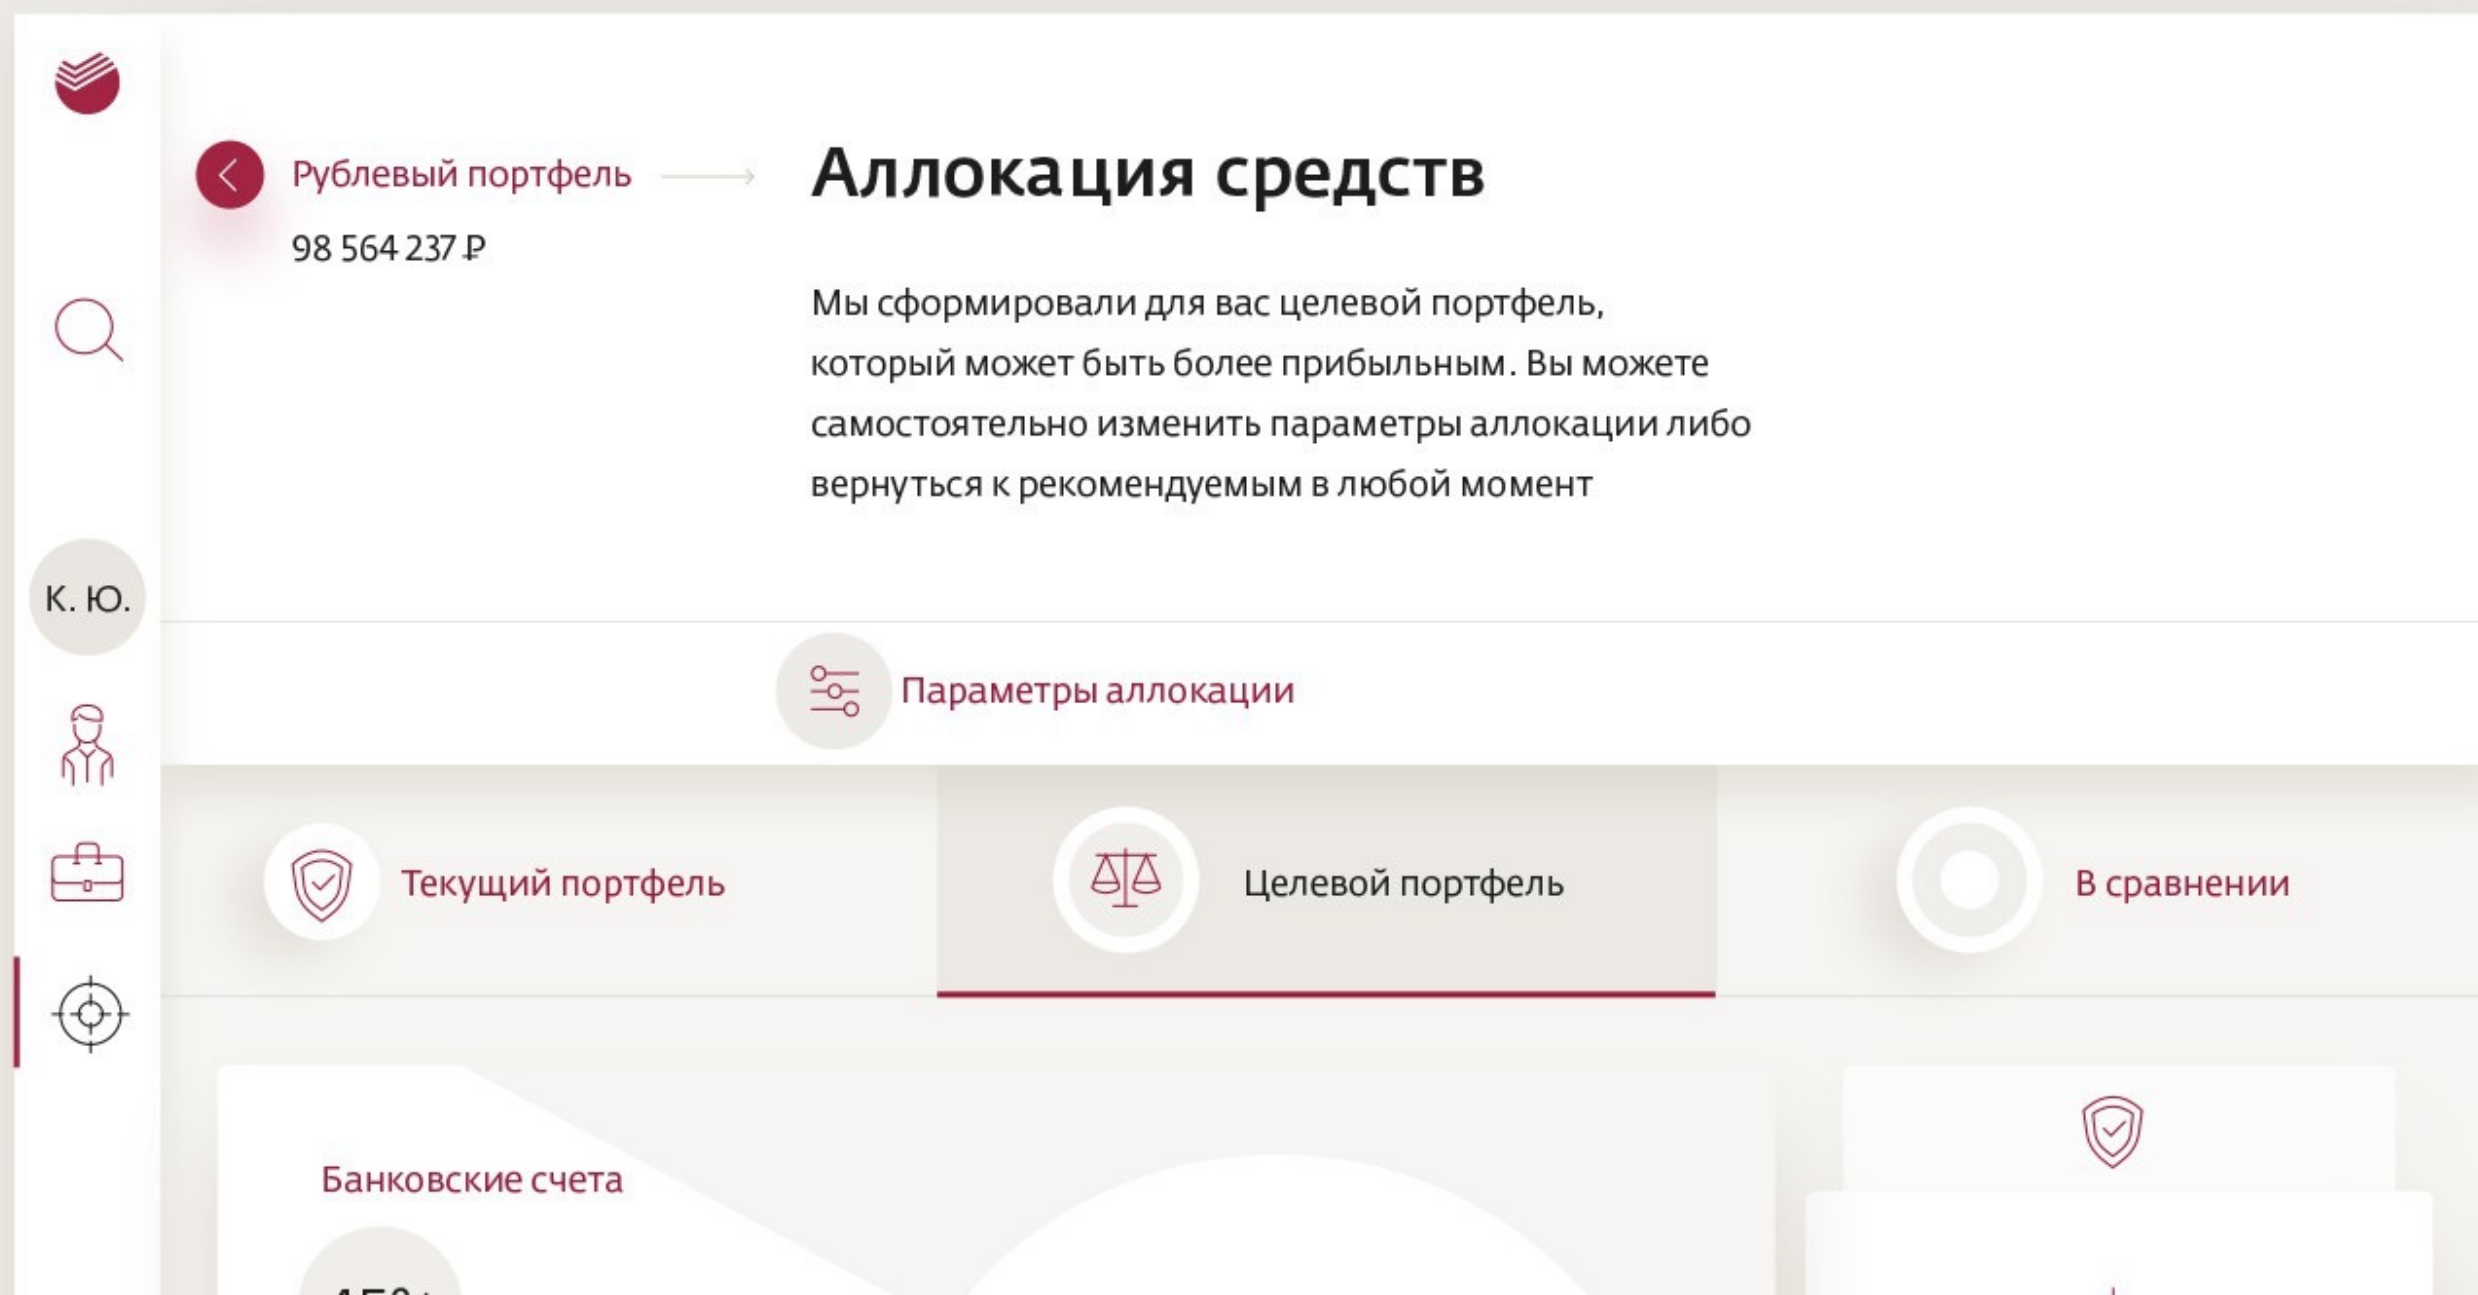 Рублевый портфель
98 564 237 ₽
Аллокация средств
Мы сформировали для вас целевой портфель,
который может быть более прибыльным. Вы можете
самостоятельно изменить параметры аллокации либо
вернуться к рекомендуемым в любой момент
К. Ю.
Параметры аллокации
Текущий портфель
Целевой портфель
В сравнении
Банковские счета